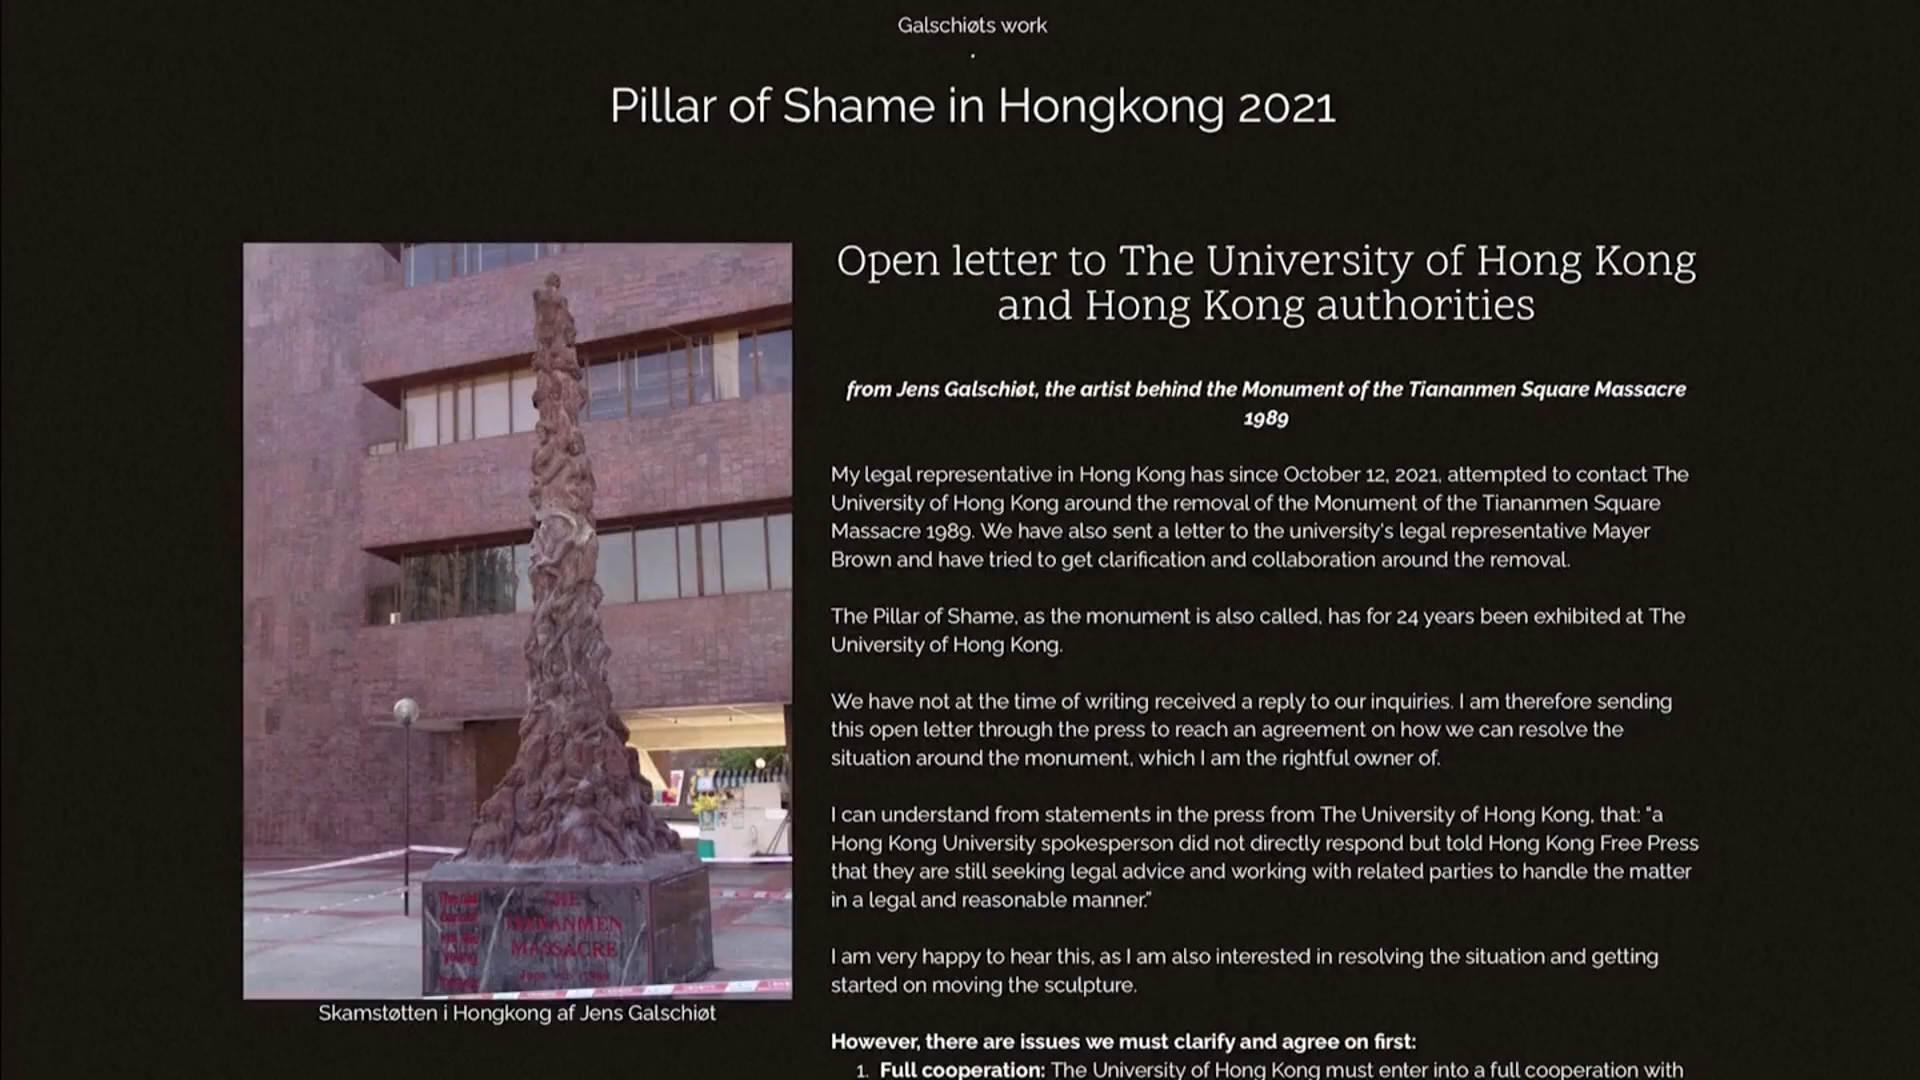 Galschiøts work
Pillar of Shame in Hongkong 2021
Open letter to The University of Hong Kong
and Hong Kong authorities
from Jens Galschiøt, the artist behind the Monument of the Tiananmen Square Massacre
1989
My legal representative in Hong Kong has since October 12, 2021, attempted to contact The
University of Hong Kong around the removal of the Monument of the Tiananmen Square
Massacre 1989. We have also sent a letter to the university's legal representative Mayer
Brown and have tried to get clarification and collaboration around the removal.
The Pillar of Shame, as the monument is also called, has for 24 years been exhibited at The
University of Hong Kong.
We have not at the time of writing received a reply to our inquiries. I am therefore sending
this open letter through the press to reach an agreement on how we can resolve the
situation around the monument, which I am the rightful owner of.
I can understand from statements in the press from The University of Hong Kong, that: "a
Hong Kong University spokesperson did not directly respond but told Hong Kong Free Press
that they are still seeking legal advice and working with related parties to handle the matter
in a legal and reasonable manner."
I am very happy to hear this, as I am also interested in resolving the situation and getting
started on moving the sculpture.
However, there are issues we must clarify and agree on first:
1. Full cooperation: The University of Hong Kong must enter into a full cooperation with
THE
TIANANMEN
MASSACRE
The old
the
young
Skamstøtten i Hongkong af Jens Galschiøt